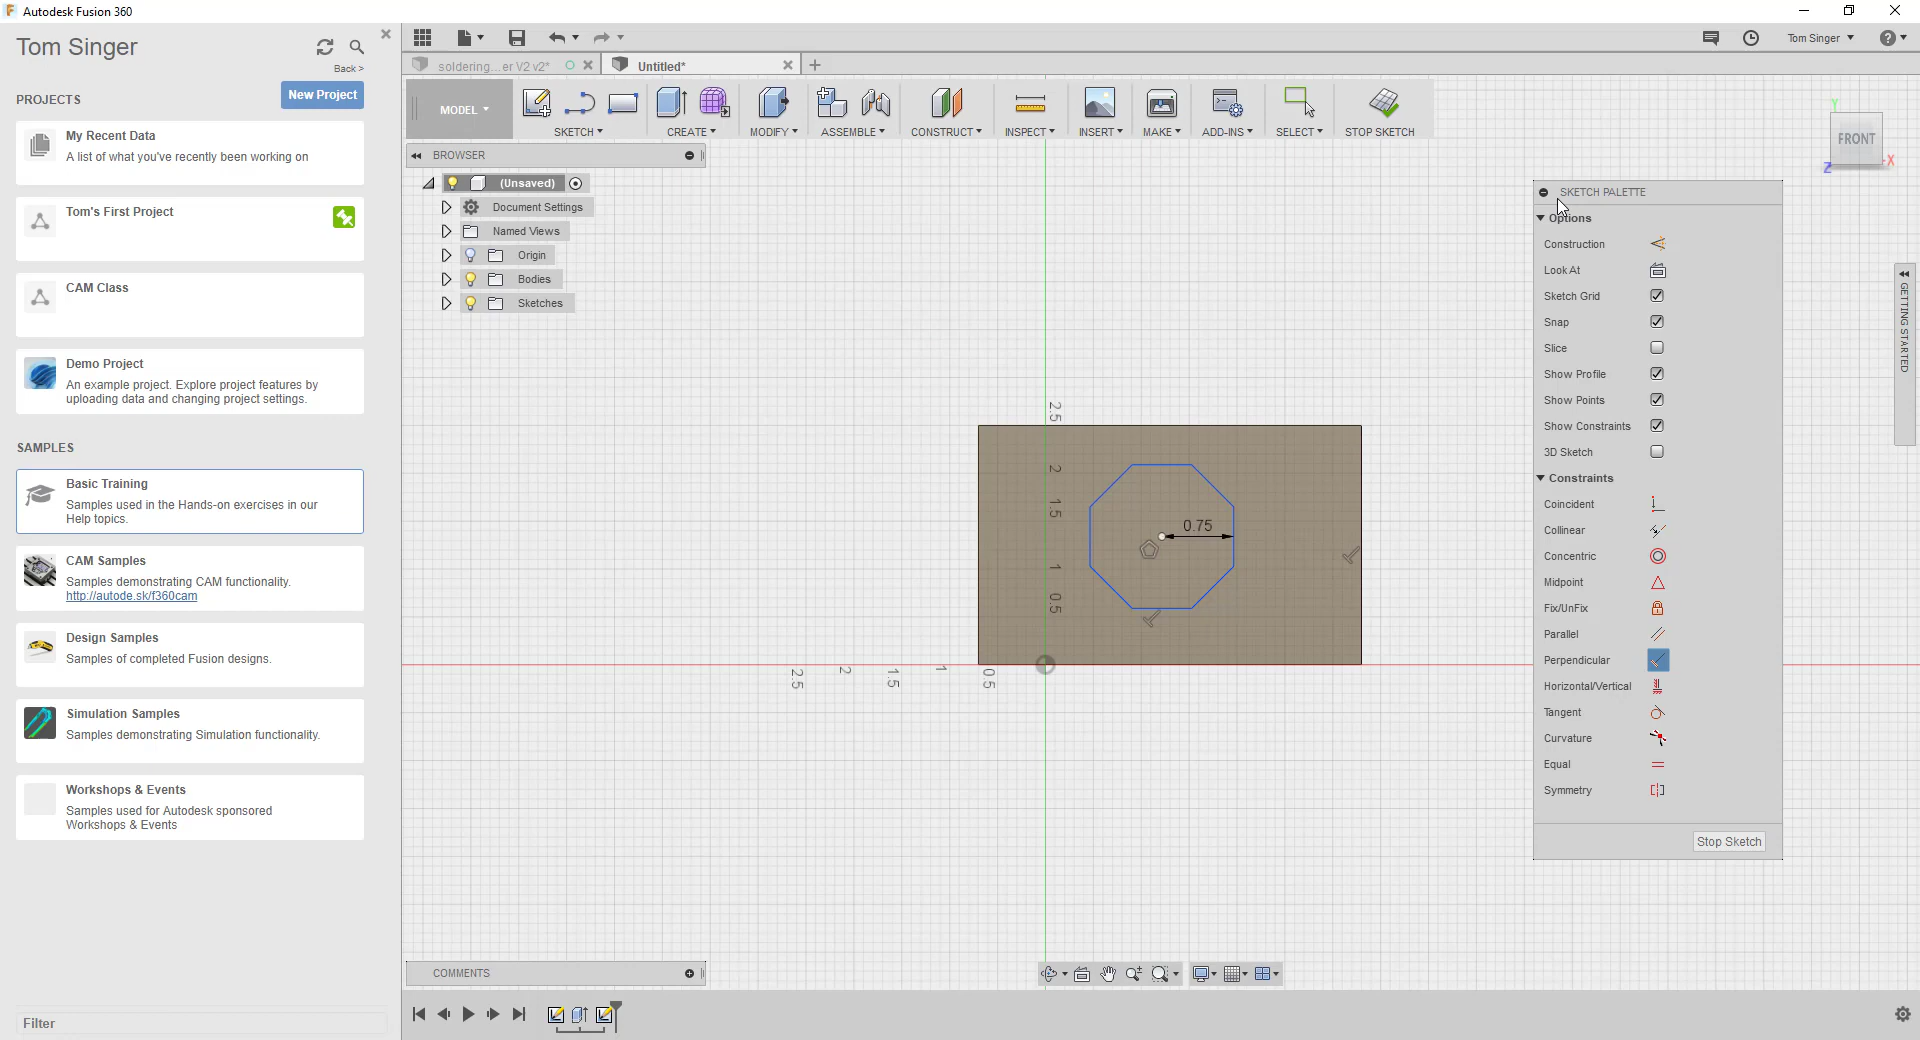 Autodesk Fusion 360
Tom Singer
Back >
PROJECTS
New Project
My Recent Data
A list of what you've recently been working on
Tom's First Project
CAM Class
Demo Project
An example project. Explore project features by
uploading data and changing project settings.
SAMPLES
Basic Training
Samples used in the Hands-on exercises in our
Help topics.
CAM Samples
Samples demonstrating CAM functionality.
http://autode.sk/f360cam
Design Samples
Samples of completed Fusion designs.
Simulation Samples
Samples demonstrating Simulation functionality.
Workshops & Events
Samples used for Autodesk sponsored
Workshops & Events
Filter
Tom Singer
soldering...er V2 v2*
Untitled*
MODEL
SKETCH
CREATE
MODIFY
ASSEMBLE
CONSTRUCT
INSPECT
INSERT
MAKE
ADD-INS
SELECT
STOP SKETCH
BROWSER
(Unsaved)
Document Settings
Named Views
Origin
Bodies
Sketches
Y
FRONT
X
Z
GETTING STARTED
2.5
2
1.5
1
0.5
0.75
2.5
2
1.5
1
0.5
SKETCH PALETTE
Options
Construction
Look At
Sketch Grid
Snap
Slice
Show Profile
Show Points
Show Constraints
3D Sketch
Constraints
Coincident
Collinear
Concentric
Midpoint
Fix/UnFix
Parallel
Perpendicular
Horizontal/Vertical
Tangent
Curvature
Equal
Symmetry
Stop Sketch
COMMENTS